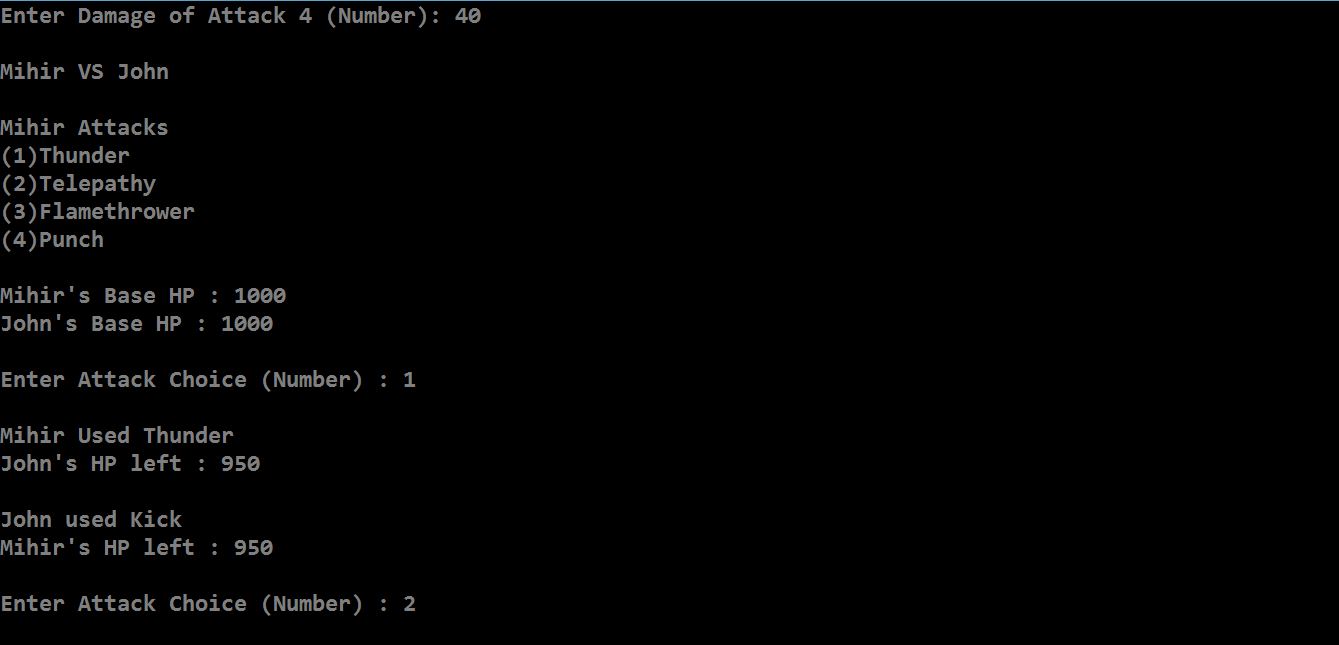 Enter Damage of Attack 4 (Number): 40
Mihir VS John
Mihir Attacks
(1)Thunder
(2)Telepathy
(3)Flamethrower
(4)Punch
Mihir's Base HP : 1000
John's Base HP : 1000
Enter Attack Choice (Number) : 1
Mihir Used Thunder
John's HP left : 950
John used Kick
Mihir's HP left : 950
Enter Attack Choice (Number) : 2